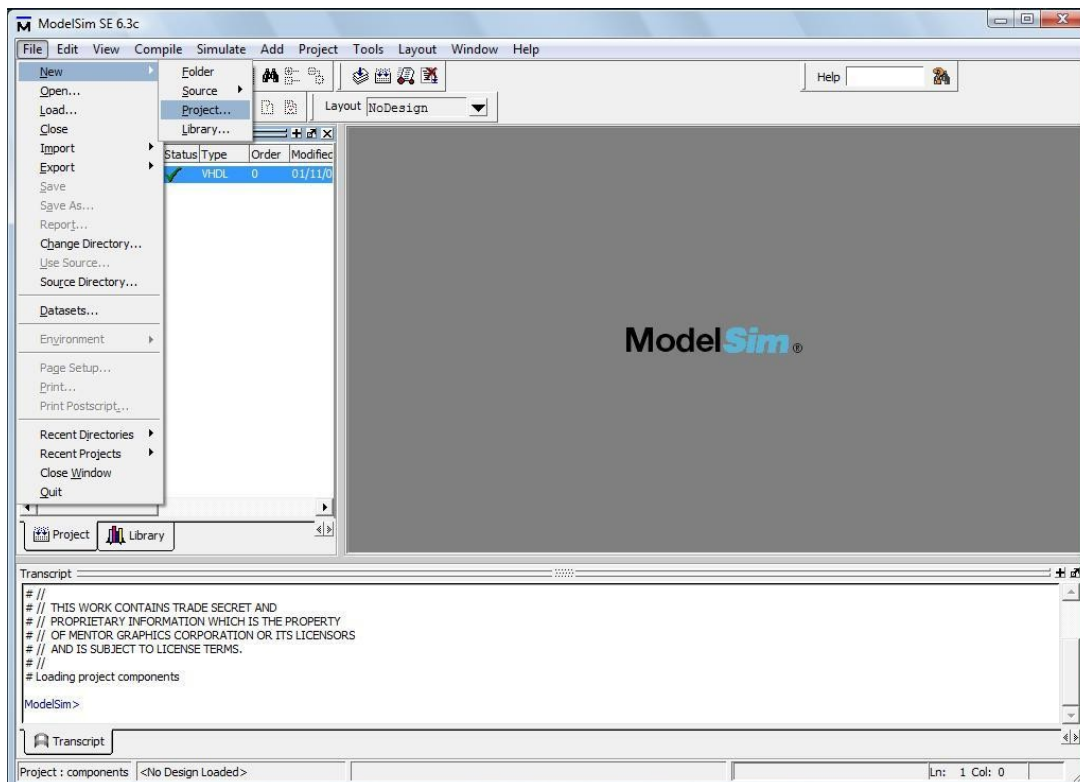 ModelSim SE 6.3c
File Edit View Compile Simulate Add Project Tools Layout Window Help
New
Open...
Load...
Close
Import
Export
Save
Save As...
Report...
Change Directory...
Use Source...
Source Directory...
Datasets...
Environment
Page Setup...
Print...
Print Postscript...
Recent Directories
Recent Projects
Close Window
Quit
Folder
Source
Project...
Library...
Help
Layout NoDesign
Status Type Order Modified
VHDL 0 01/11/0
ModelSim ®
Project Library
Transcript
# //
# // THIS WORK CONTAINS TRADE SECRET AND
# // PROPRIETARY INFORMATION WHICH IS THE PROPERTY
# // OF MENTOR GRAPHICS CORPORATION OR ITS LICENSORS
# // AND IS SUBJECT TO LICENSE TERMS.
# //
# Loading project components
ModelSim>
Transcript
Project : components <No Design Loaded> Ln: 1 Col: 0